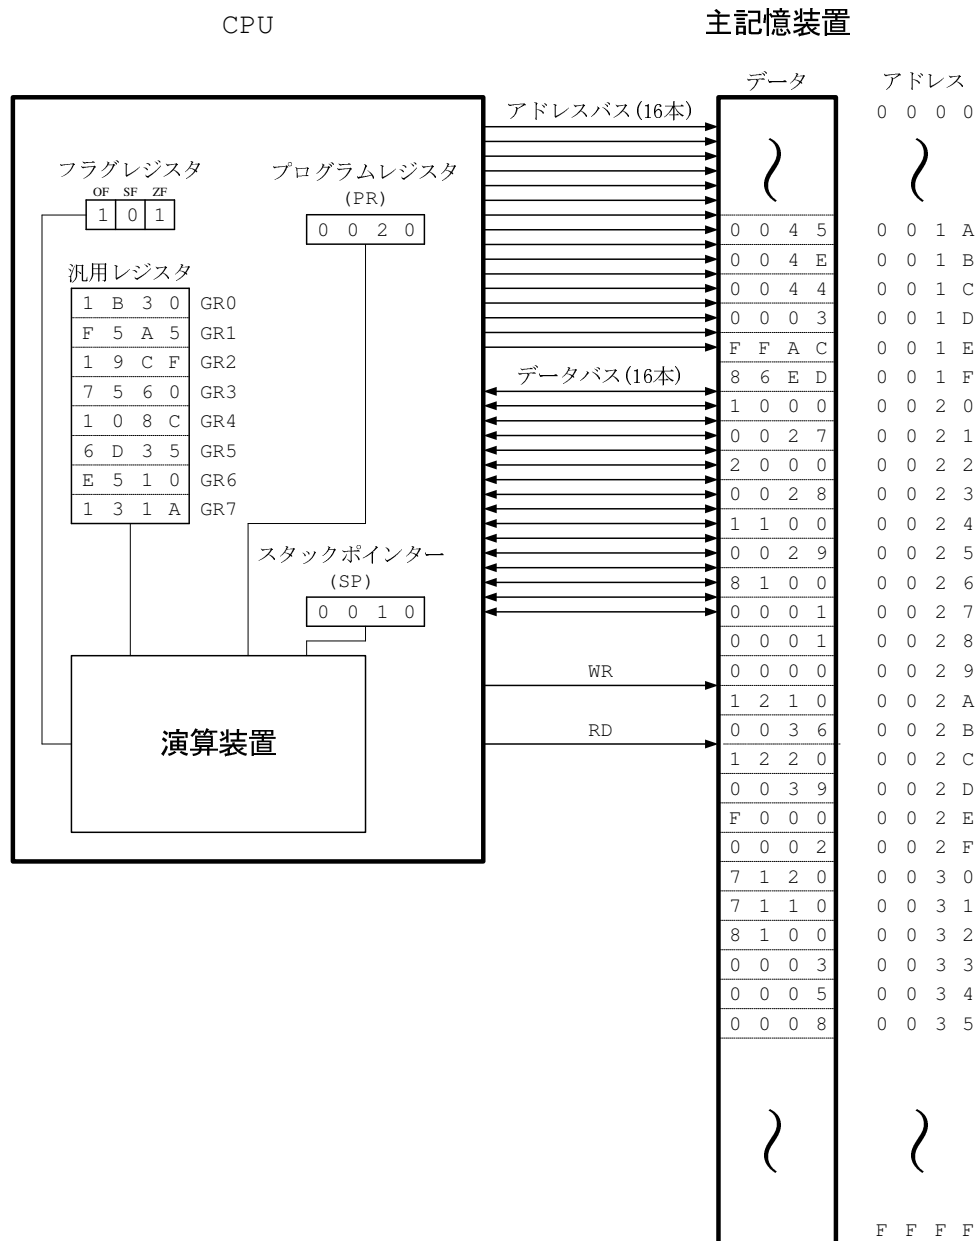 CPU
主記憶装置
データ
アドレス
アドレスバス(16本)
0 0 0 0
フラグレジスタ
OF SF ZF
1 0 1
プログラムレジスタ
(PR)
0 0 2 0
汎用レジスタ
1 B 3 0 GR0
F 5 A 5 GR1
1 9 C F GR2
7 5 6 0 GR3
1 0 8 C GR4
6 D 3 5 GR5
E 5 1 0 GR6
1 3 1 A GR7
スタックポインター
(SP)
0 0 1 0
演算装置
データバス(16本)
WR
RD
0 0 4 5 0 0 1 A
0 0 4 E 0 0 1 B
0 0 4 4 0 0 1 C
0 0 0 3 0 0 1 D
F F A C 0 0 1 E
8 6 E D 0 0 1 F
1 0 0 0 0 0 2 0
0 0 2 7 0 0 2 1
2 0 0 0 0 0 2 2
0 0 2 8 0 0 2 3
1 1 0 0 0 0 2 4
0 0 2 9 0 0 2 5
8 1 0 0 0 0 2 6
0 0 0 1 0 0 2 7
0 0 0 1 0 0 2 8
0 0 0 0 0 0 2 9
1 2 1 0 0 0 2 A
0 0 3 6 0 0 2 B
1 2 2 0 0 0 2 C
0 0 3 9 0 0 2 D
F 0 0 0 0 0 2 E
0 0 0 2 0 0 2 F
7 1 2 0 0 0 3 0
7 1 1 0 0 0 3 1
8 1 0 0 0 0 3 2
0 0 0 3 0 0 3 3
0 0 0 5 0 0 3 4
0 0 0 8 0 0 3 5
F F F F